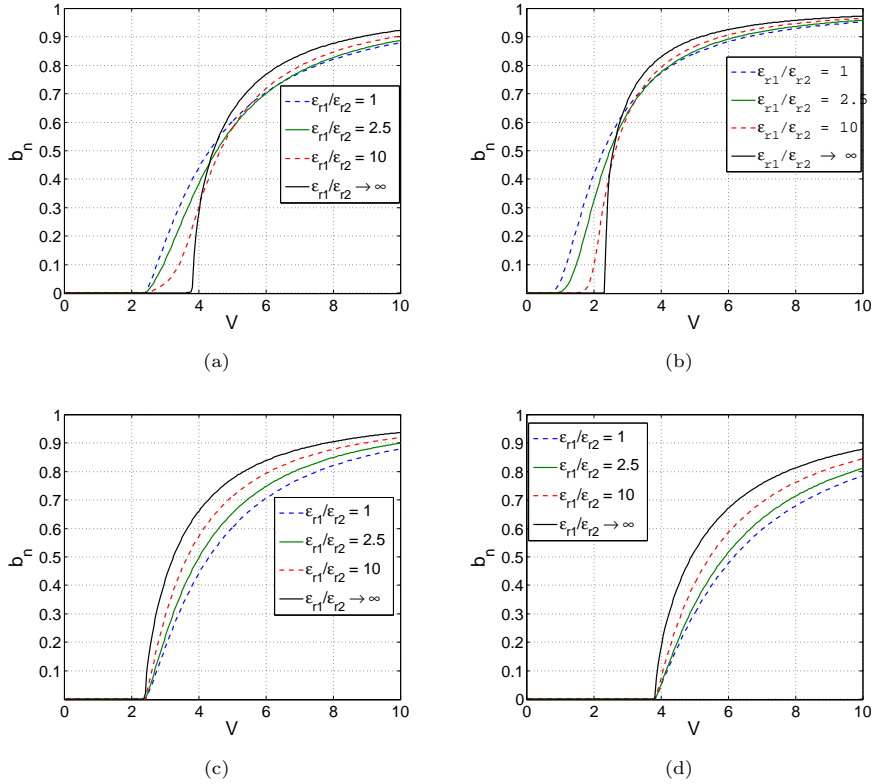 1
0.9
0.8
0.7
0.6
0.5
0.4
0.3
0.2
0.1
0
b_n
0 2 4 6 8 10
V
ε_r1/ε_r2 = 1
ε_r1/ε_r2 = 2.5
ε_r1/ε_r2 = 10
ε_r1/ε_r2 → ∞
(a)
1
0.9
0.8
0.7
0.6
0.5
0.4
0.3
0.2
0.1
0
b_n
0 2 4 6 8 10
V
ε_r1/ε_r2 = 1
ε_r1/ε_r2 = 2.5
ε_r1/ε_r2 = 10
ε_r1/ε_r2 → ∞
(b)
1
0.9
0.8
0.7
0.6
0.5
0.4
0.3
0.2
0.1
b_n
0 2 4 6 8 10
V
ε_r1/ε_r2 = 1
ε_r1/ε_r2 = 2.5
ε_r1/ε_r2 = 10
ε_r1/ε_r2 → ∞
(c)
1
0.9
0.8
0.7
0.6
0.5
0.4
0.3
0.2
0.1
b_n
0 2 4 6 8 10
V
ε_r1/ε_r2 = 1
ε_r1/ε_r2 = 2.5
ε_r1/ε_r2 = 10
ε_r1/ε_r2 → ∞
(d)